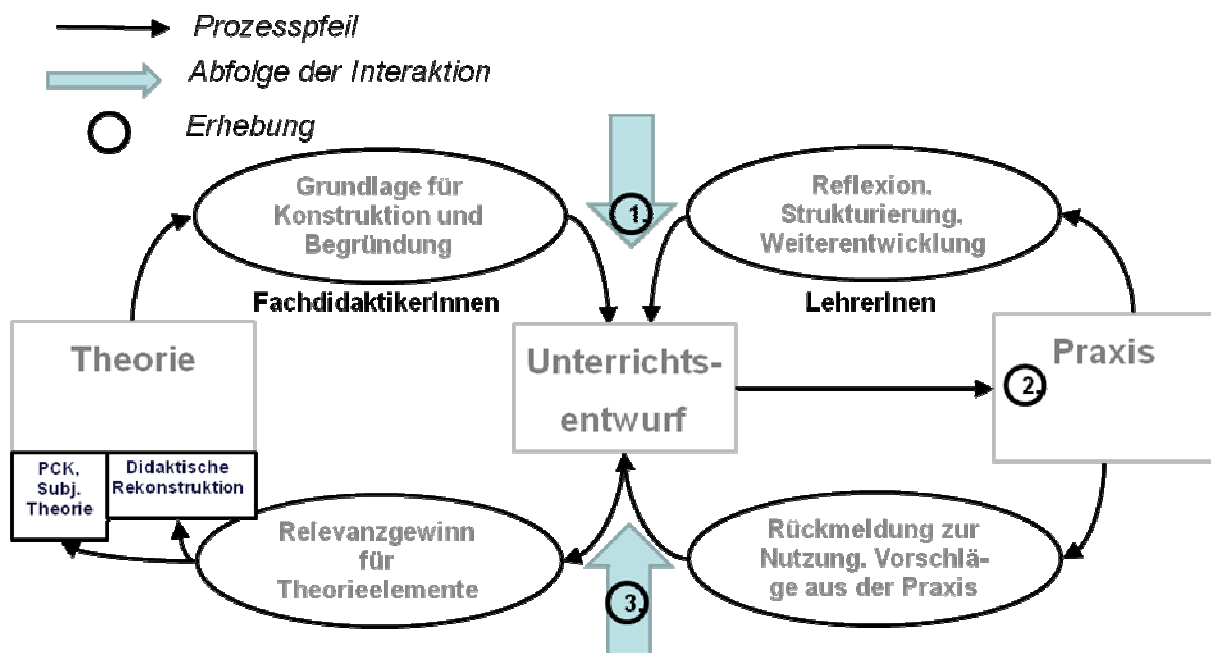 Prozesspfeil
Abfolge der Interaktion
Erhebung
Grundlage für
Konstruktion und
Begründung
1.
Reflexion.
Strukturierung.
Weiterentwicklung
FachdidaktikerInnen
LehrerInen
Theorie
Unterrichts-
entwurf
Praxis
2.
PCK.
Subj.
Theorie
Didaktische
Rekonstruktion
Relevanzgewinn
für
Theorieelemente
3.
Rückmeldung zur
Nutzung. Vorschlä-
ge aus der Praxis